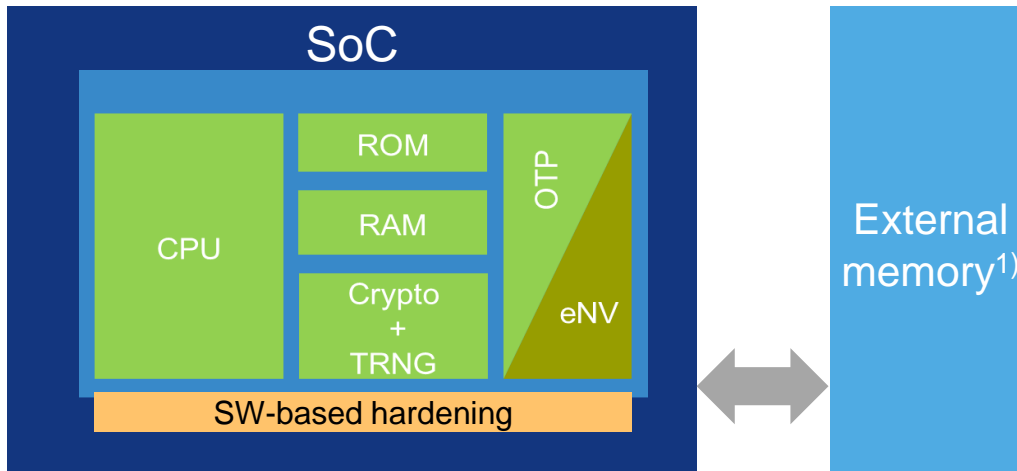 SoC
CPU
ROM
RAM
Crypto
+
TRNG
OTP
eNV
SW-based hardening
External
memory¹⁾